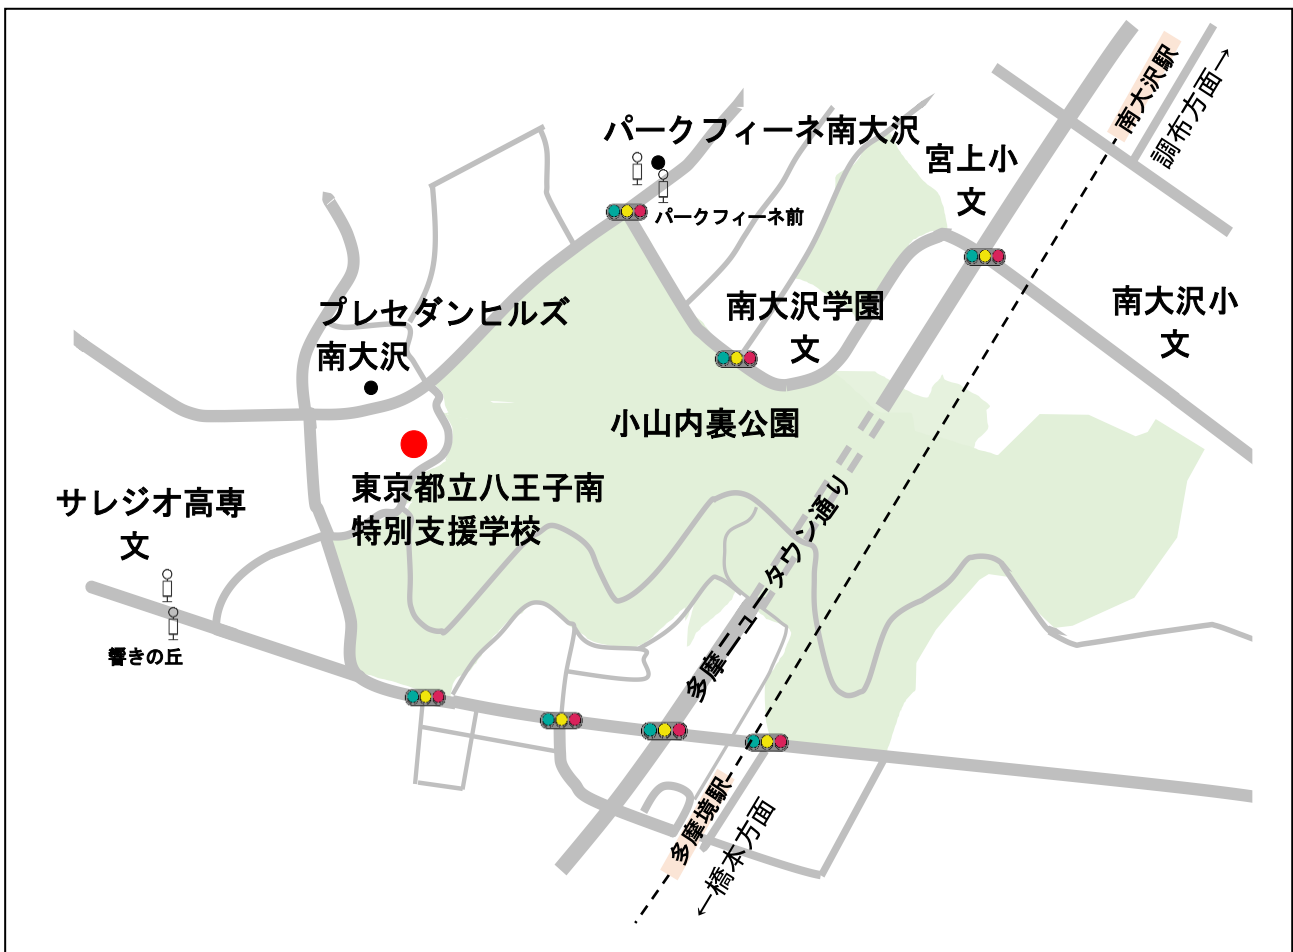 南大沢駅
調布方面→
パークフィーネ南大沢
宮上小
文
パークフィーネ前
プレセダンヒルズ
南大沢
南大沢学園
文
南大沢小
文
小山内裏公園
東京都立八王子南
特別支援学校
サレジオ高専
文
響きの丘
多摩ニュータウン通り
多摩境駅
←橋本方面